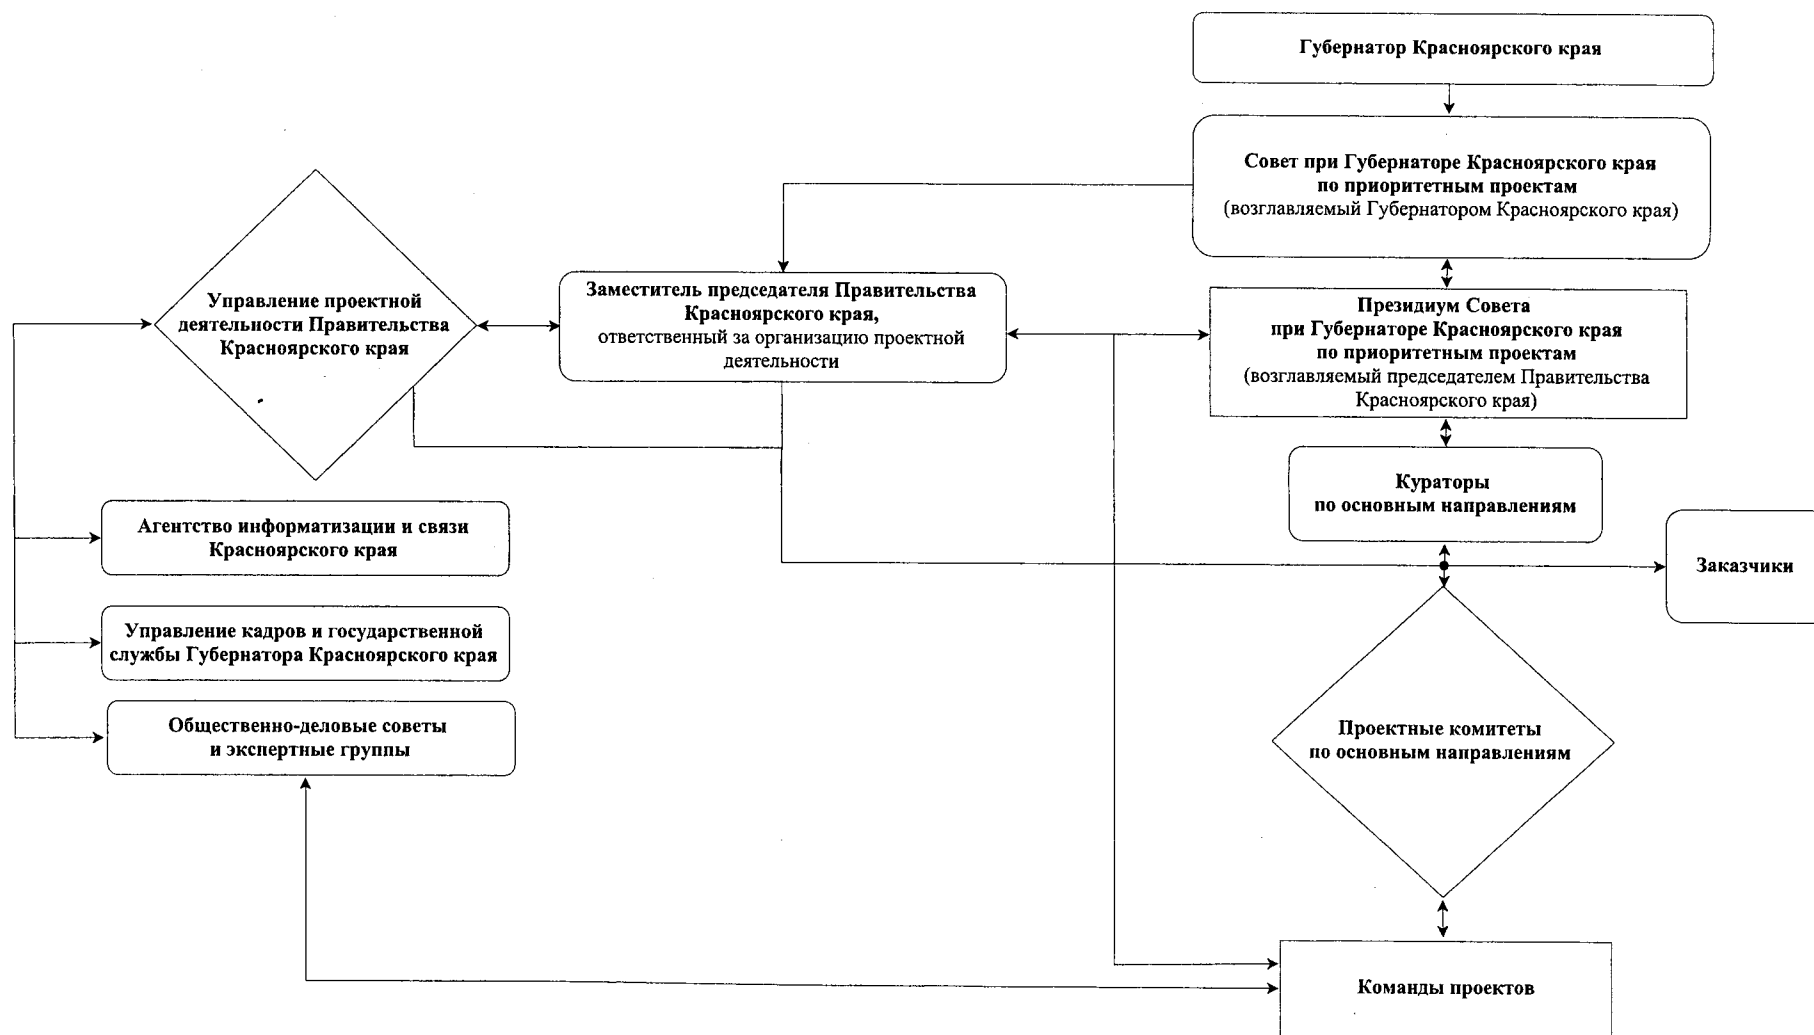 Губернатор Красноярского края
Совет при Губернаторе Красноярского края
по приоритетным проектам
(возглавляемый Губернатором Красноярского края)
Управление проектной
деятельности Правительства
Красноярского края
Заместитель председателя Правительства
Красноярского края,
ответственный за организацию проектной
деятельности
Президиум Совета
при Губернаторе Красноярского края
по приоритетным проектам
(возглавляемый председателем Правительства
Красноярского края)
Кураторы
по основным направлениям
Агентство информатизации и связи
Красноярского края
Заказчики
Управление кадров и государственной
службы Губернатора Красноярского края
Общественно-деловые советы
и экспертные группы
Проектные комитеты
по основным направлениям
Команды проектов